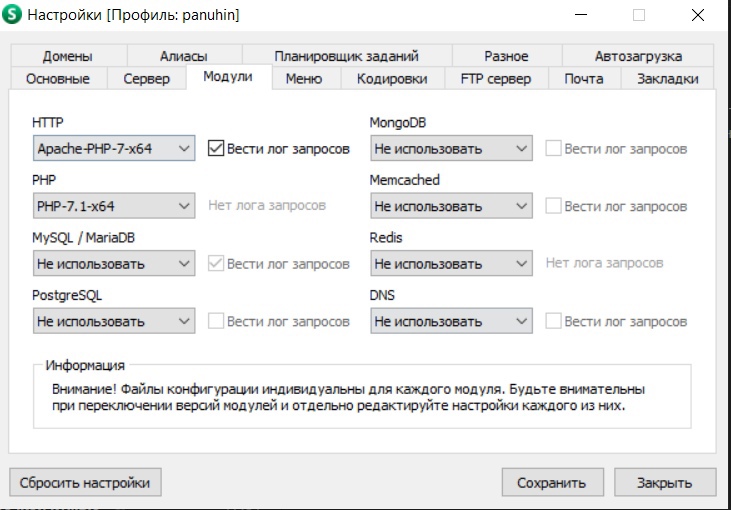 S
Настройки [Профиль: panuhin]
Домены Алиасы Планировщик заданий Разное Автозагрузка
Основные Сервер Модули Меню Кодировки FTP сервер Почта Закладки
HTTP
Apache-PHP-7-x64 Вести лог запросов
PHP
PHP-7.1-x64 Нет лога запросов
MySQL / MariaDB
Не использовать Вести лог запросов
PostgreSQL
Не использовать Вести лог запросов
MongoDB
Не использовать Вести лог запросов
Memcached
Не использовать Вести лог запросов
Redis
Не использовать Нет лога запросов
DNS
Не использовать Вести лог запросов
Информация
Внимание! Файлы конфигурации индивидуальны для каждого модуля. Будьте внимательны
при переключении версий модулей и отдельно редактируйте настройки каждого из них.
Сбросить настройки Сохранить Закрыть